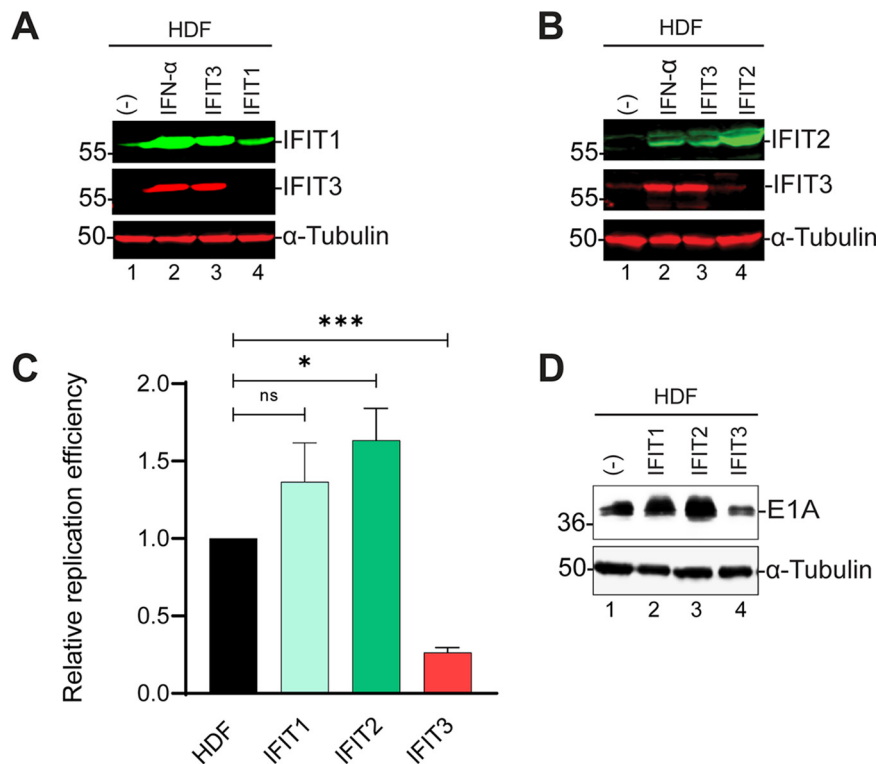 A
HDF
(-) IFN-α IFIT3 IFIT1
55 IFIT1
55 IFIT3
50 α-Tubulin
1 2 3 4
B
HDF
(-) IFN-α IFIT3 IFIT2
55 IFIT2
55 IFIT3
50 α-Tubulin
1 2 3 4
C
Relative replication efficiency
***
*
ns
2.0
1.5
1.0
0.5
0.0
HDF IFIT1 IFIT2 IFIT3
D
HDF
(-) IFIT1 IFIT2 IFIT3
36 E1A
50 α-Tubulin
1 2 3 4